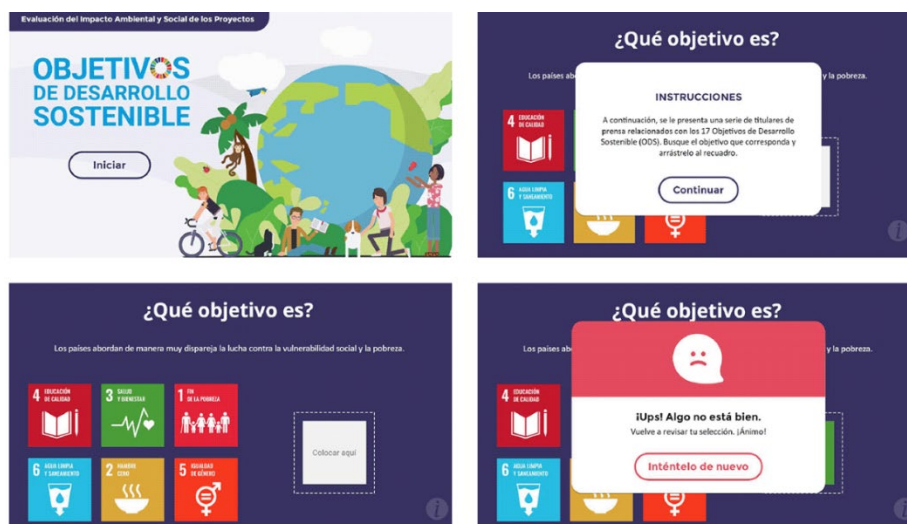 Evaluación del Impacto Ambiental y Social de los Proyectos
OBJETIVOS
DE DESARROLLO
SOSTENIBLE
Iniciar
¿Qué objetivo es?
Los países abo
y la pobreza.
INSTRUCCIONES
A continuación, se le presenta una serie de titulares de
prensa relacionados con los 17 Objetivos de Desarrollo
Sostenible (ODS). Busque el objetivo que corresponda y
arrástrelo al recuadro.
Continuar
4 EDUCACIÓN
DE CALIDAD
6 AGUA LIMPIA
Y SANEAMIENTO
i
¿Qué objetivo es?
Los países abordan de manera muy dispareja la lucha contra la vulnerabilidad social y la pobreza.
4 EDUCACIÓN
DE CALIDAD
3 SALUD
Y BIENESTAR
1 FIN
DE LA POBREZA
6 AGUA LIMPIA
Y SANEAMIENTO
2 HAMBRE
CERO
5 IGUALDAD
DE GÉNERO
Colocar aquí
i
¿Qué objetivo es?
Los países ab
y la pobreza.
¡Ups! Algo no está bien.
Vuelve a revisar tu selección. ¡Ánimo!
Inténtelo de nuevo
4 EDUCACIÓN
DE CALIDAD
6 AGUA LIMPIA
Y SANEAMIENTO
i